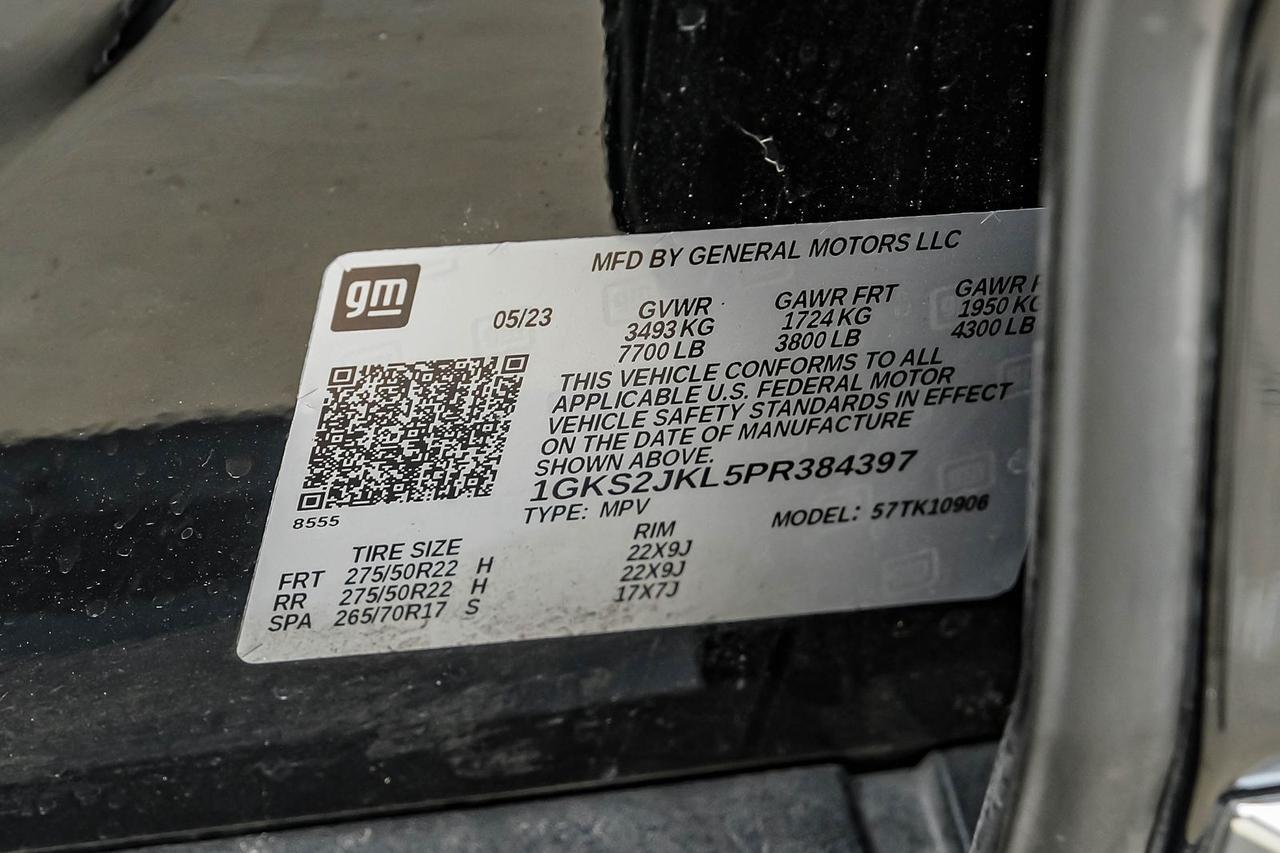 gm
MFD BY GENERAL MOTORS LLC
05/23
GVWR GAWR FRT GAWR
3493 KG 1724 KG 1950 KG
7700 LB 3800 LB 4300 LB
THIS VEHICLE CONFORMS TO ALL
APPLICABLE U.S. FEDERAL MOTOR
VEHICLE SAFETY STANDARDS IN EFFECT
ON THE DATE OF MANUFACTURE
SHOWN ABOVE.
1GKS2JKL5PR384397
8555
TYPE: MPV MODEL: 57TK10906
TIRE SIZE RIM
FRT 275/50R22 H 22X9J
RR 275/50R22 H 22X9J
SPA 265/70R17 S 17X7J